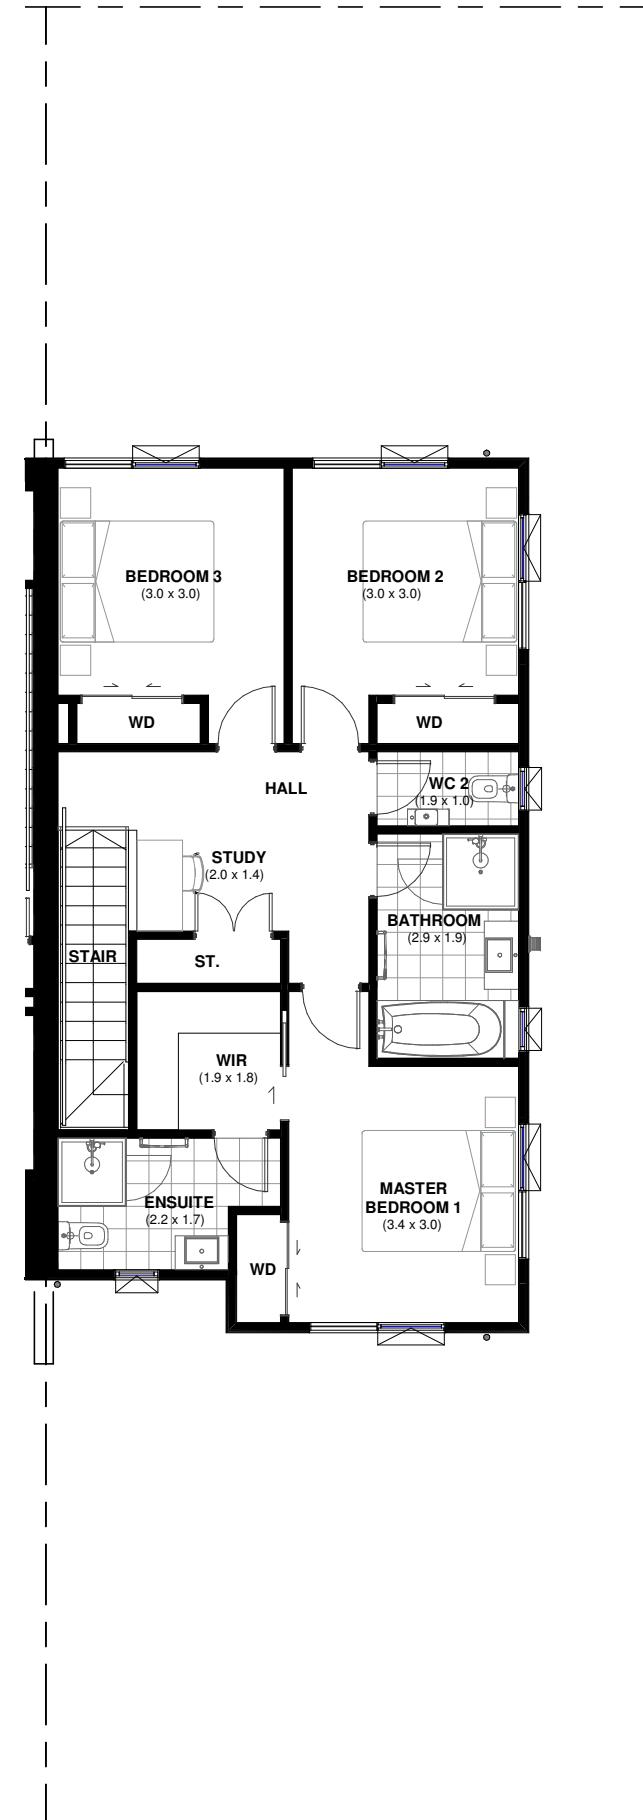 BEDROOM 3
(3.0 x 3.0)
BEDROOM 2
(3.0 x 3.0)
WD
WD
HALL
WC 2
(1.9 x 1.0)
STUDY
(2.0 x 1.4)
BATHROOM
(2.9 x 1.9)
STAIR
ST.
WIR
(1.9 x 1.8)
MASTER
BEDROOM 1
(3.4 x 3.0)
ENSUITE
(2.2 x 1.7)
WD